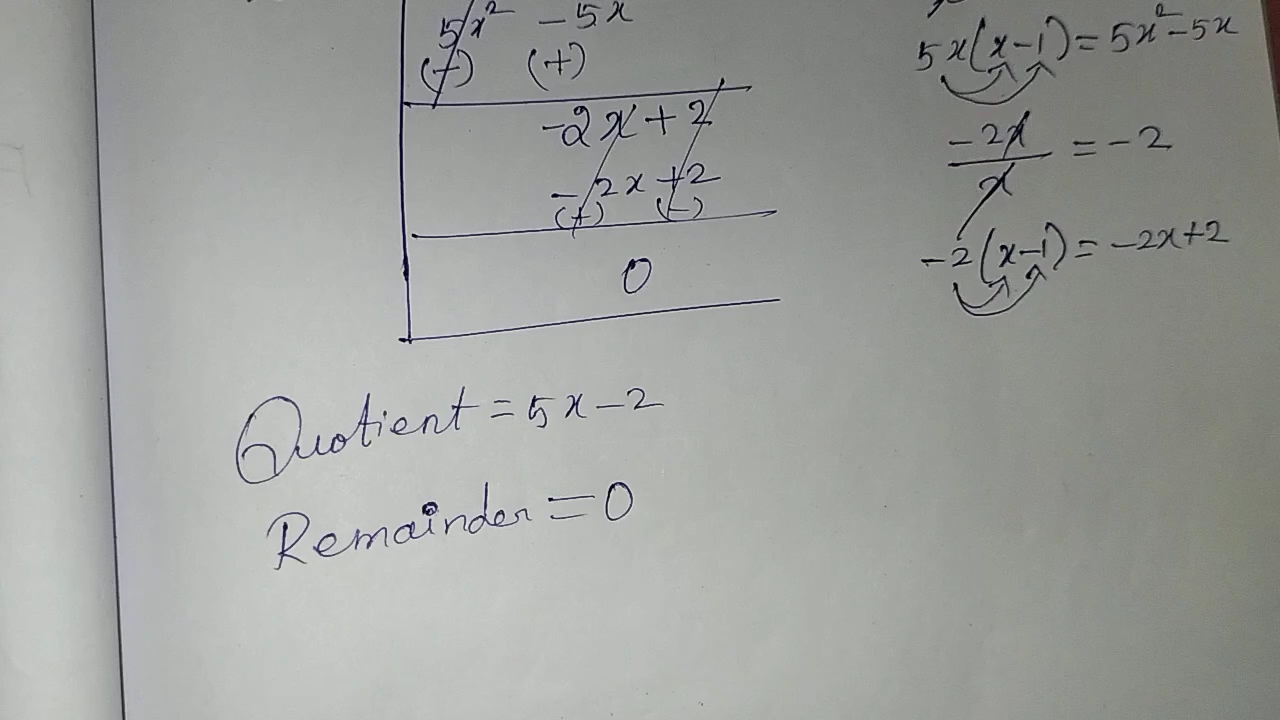 5x² -5x
(-) (+)
-2x+2
-2x+2
(+) (-)
0
5x(x-1)=5x²-5x
-2x/x =-2
-2(x-1)=-2x+2
Quotient=5x-2
Remainder=0